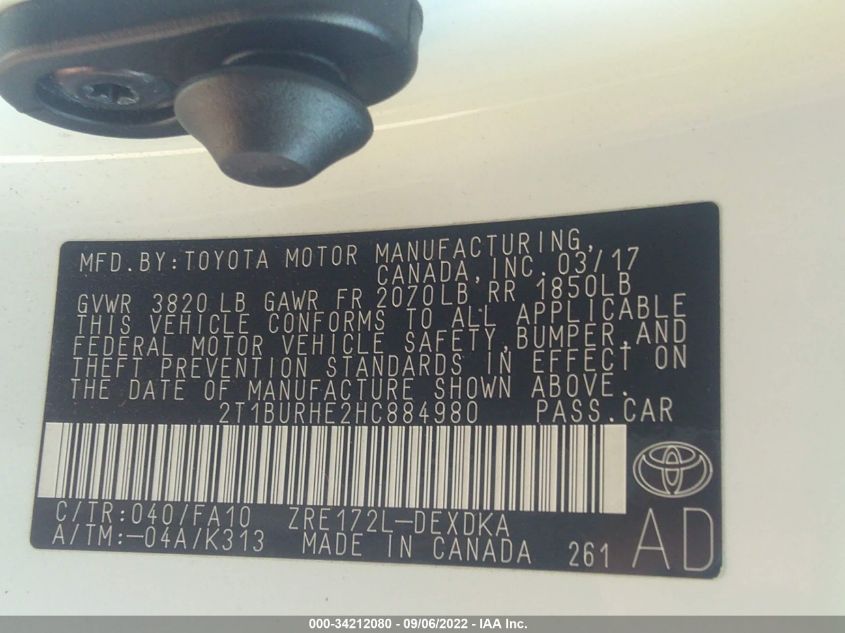 MFD.BY:TOYOTA MOTOR MANUFACTURING,
CANADA,INC. 03/17
GVWR 3820 LB GAWR FR 2070LB RR 1850LB
THIS VEHICLE CONFORMS TO ALL APPLICABLE
FEDERAL MOTOR VEHICLE SAFETY,BUMPER,AND
THEFT PREVENTION STANDARDS IN EFFECT ON
THE DATE OF MANUFACTURE SHOWN ABOVE.
2T1BURHE2HC884980 PASS.CAR
C/TR:040/FA10 ZRE172L-DEXDKA
A/TM:-04A/K313 MADE IN CANADA 261 AD
000-34212080 - 09/06/2022 - IAA Inc.